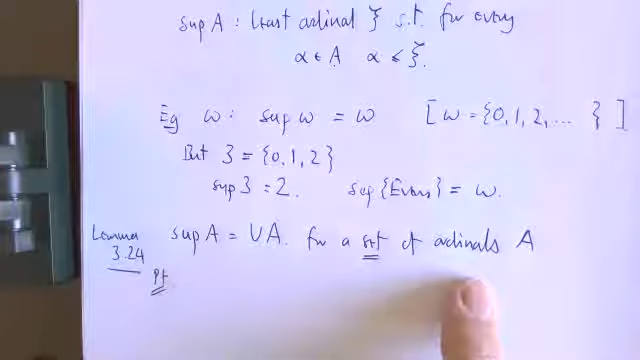 sup A : least ordinal ξ s.t. for every
α ∈ A α ≤ ξ.
Eg ω : sup ω = ω [ω = {0, 1, 2, ... }]
But 3 = {0, 1, 2}
sup 3 = 2. sup {Evens} = ω.
Lemma 3.24 sup A = ∪A. for a set of ordinals A
Pf